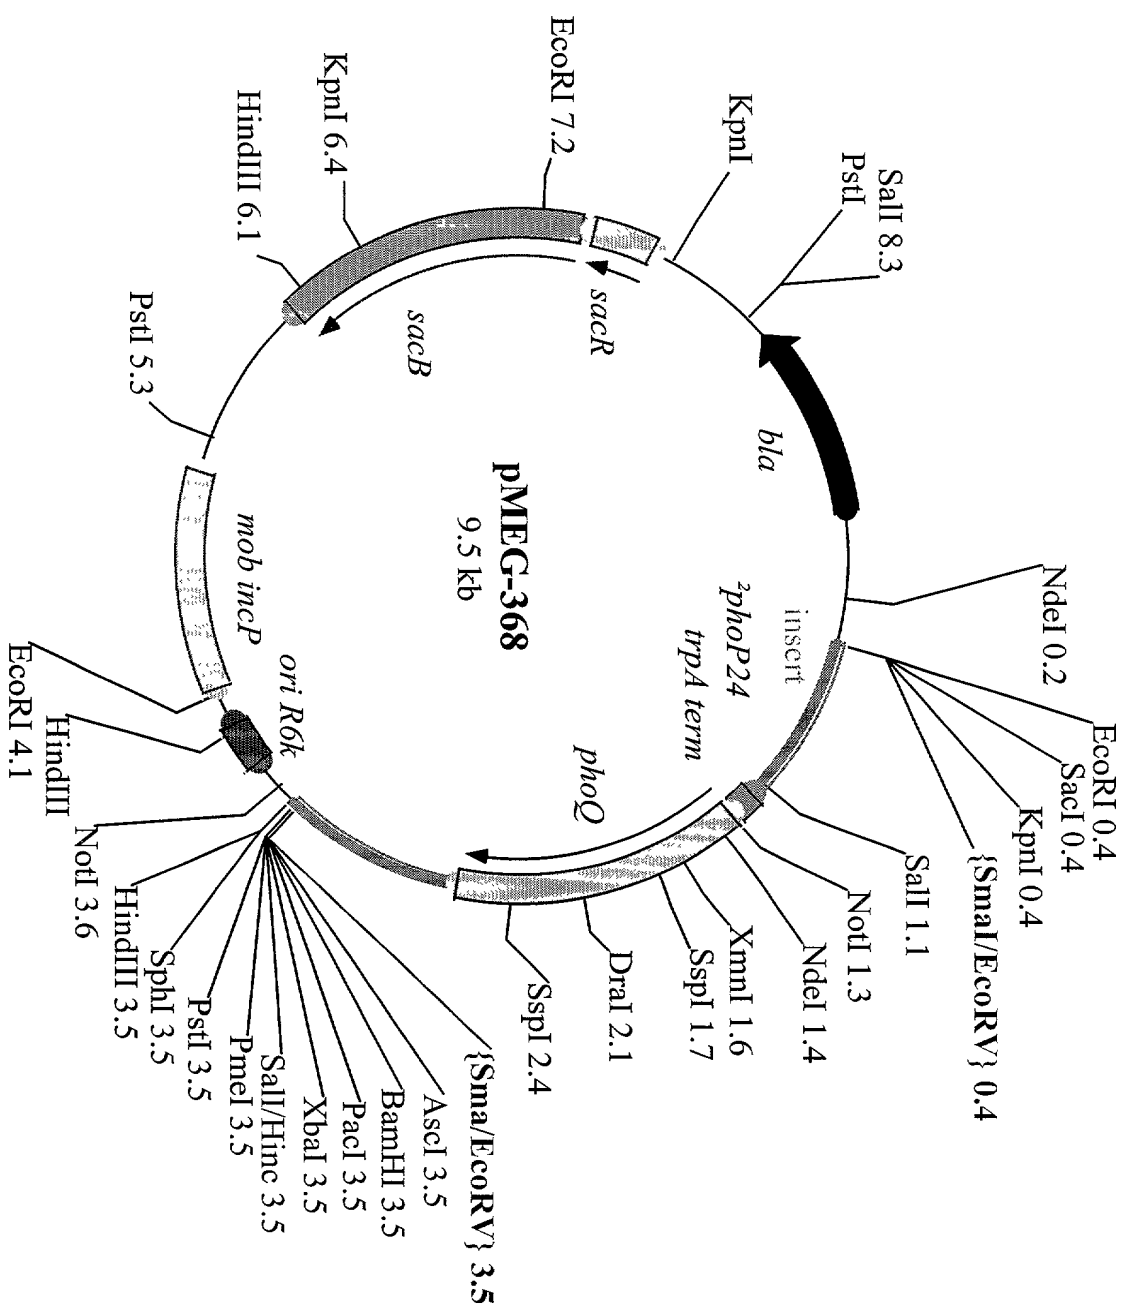 pMEG-368
9.5 kb
NdeI 0.2
EcoRI 0.4
SacI 0.4
KpnI 0.4
{SmaI/EcoRV} 0.4
SalI 1.1
NotI 1.3
NdeI 1.4
XmnI 1.6
SspI 1.7
DraI 2.1
SspI 2.4
{Sma/EcoRV} 3.5
AscI 3.5
BamHI 3.5
PacI 3.5
XbaI 3.5
SalI/Hinc 3.5
PmeI 3.5
PstI 3.5
SphI 3.5
HindIII 3.5
NotI 3.6
HindIII
EcoRI 4.1
PstI 5.3
HindIII 6.1
KpnI 6.4
EcoRI 7.2
KpnI
PstI
SalI 8.3
bla
insert
²phoP24
trpA term
phoQ
ori R6k
mob incP
sacB
sacR